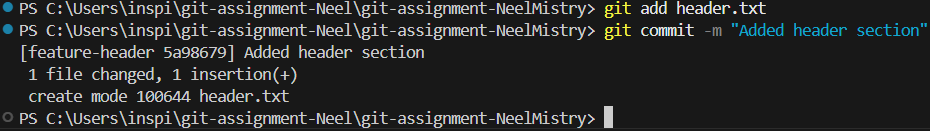 PS C:\Users\inspi\git-assignment-Neel\git-assignment-NeelMistry> git add header.txt
PS C:\Users\inspi\git-assignment-Neel\git-assignment-NeelMistry> git commit -m "Added header section"
[feature-header 5a98679] Added header section
 1 file changed, 1 insertion(+)
 create mode 100644 header.txt
PS C:\Users\inspi\git-assignment-Neel\git-assignment-NeelMistry>